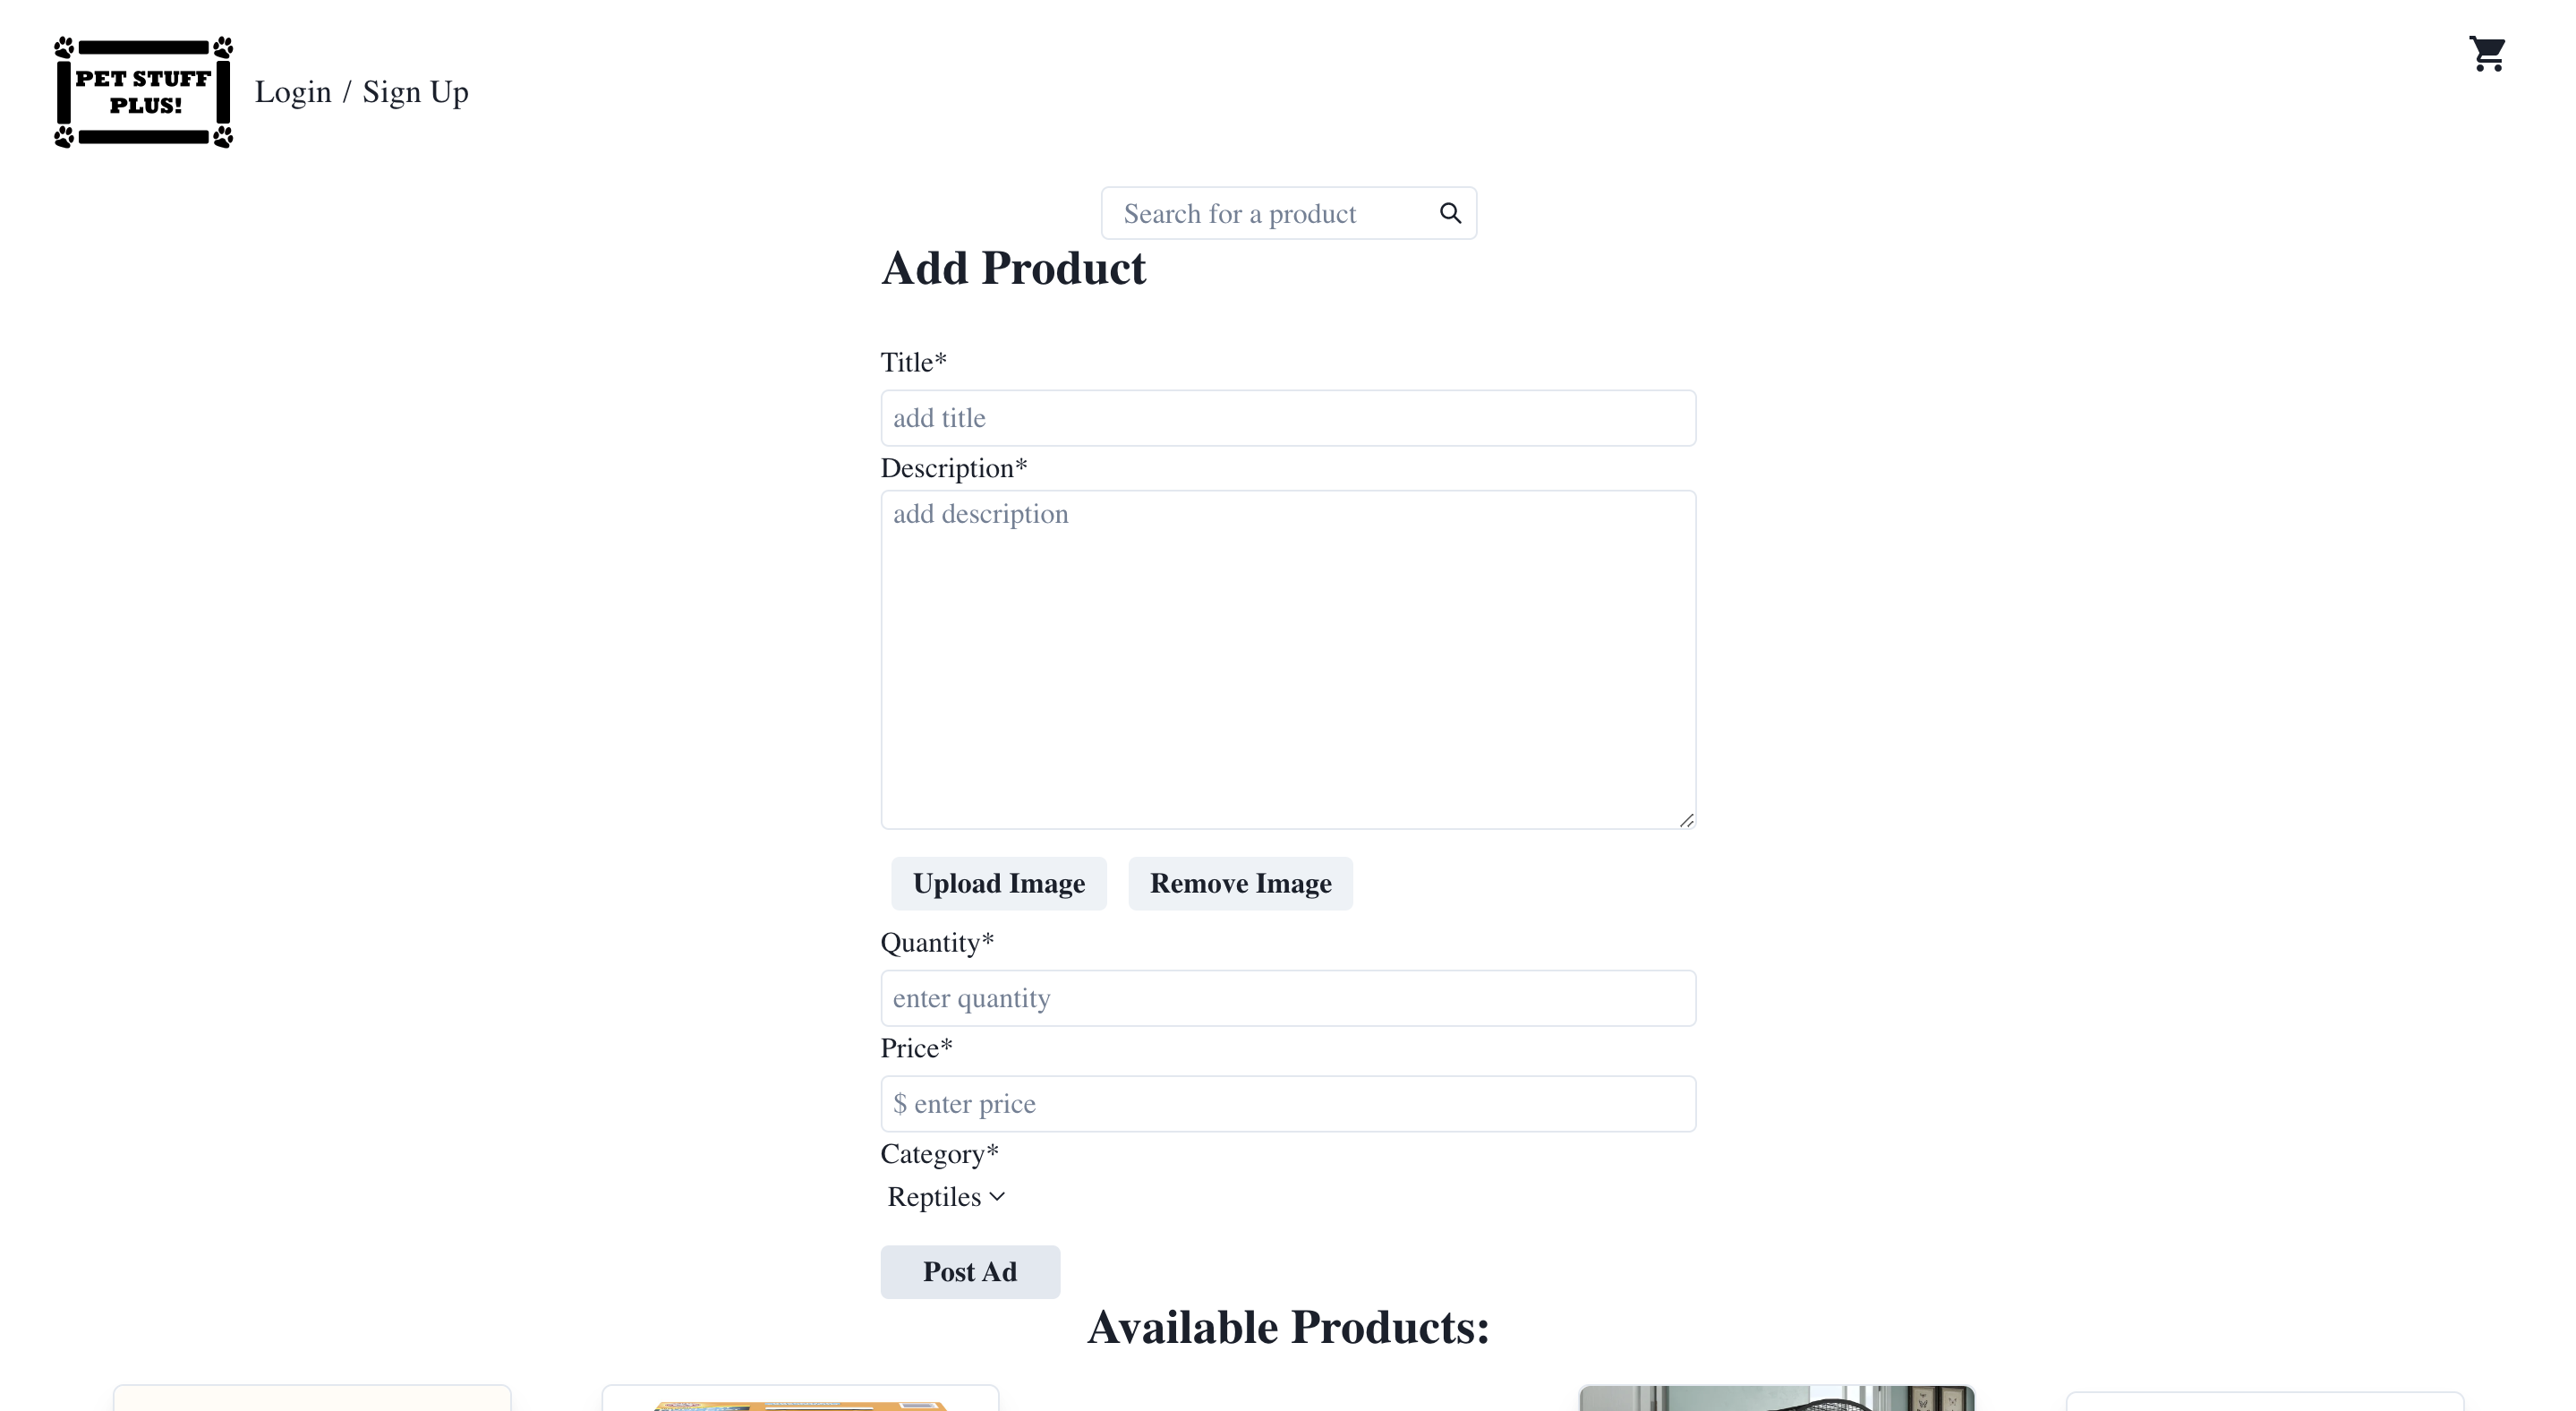 PET STUFF
PLUS!
Login / Sign Up
Search for a product
Add Product
Title*
add title
Description*
add description
Upload Image Remove Image
Quantity*
enter quantity
Price*
$ enter price
Category*
Reptiles
Post Ad
Available Products: